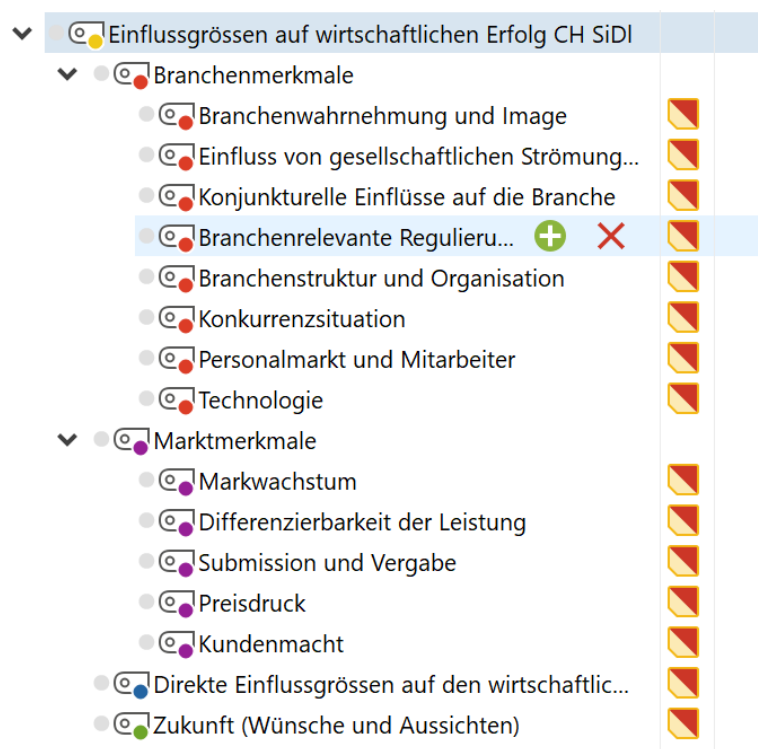 Einflussgrössen auf wirtschaftlichen Erfolg CH SiDl
Branchenmerkmale
Branchenwahrnehmung und Image
Einfluss von gesellschaftlichen Strömung...
Konjunkturelle Einflüsse auf die Branche
Branchenrelevante Regulieru...
Branchenstruktur und Organisation
Konkurrenzsituation
Personalmarkt und Mitarbeiter
Technologie
Marktmerkmale
Markwachstum
Differenzierbarkeit der Leistung
Submission und Vergabe
Preisdruck
Kundenmacht
Direkte Einflussgrössen auf den wirtschaftlic...
Zukunft (Wünsche und Aussichten)